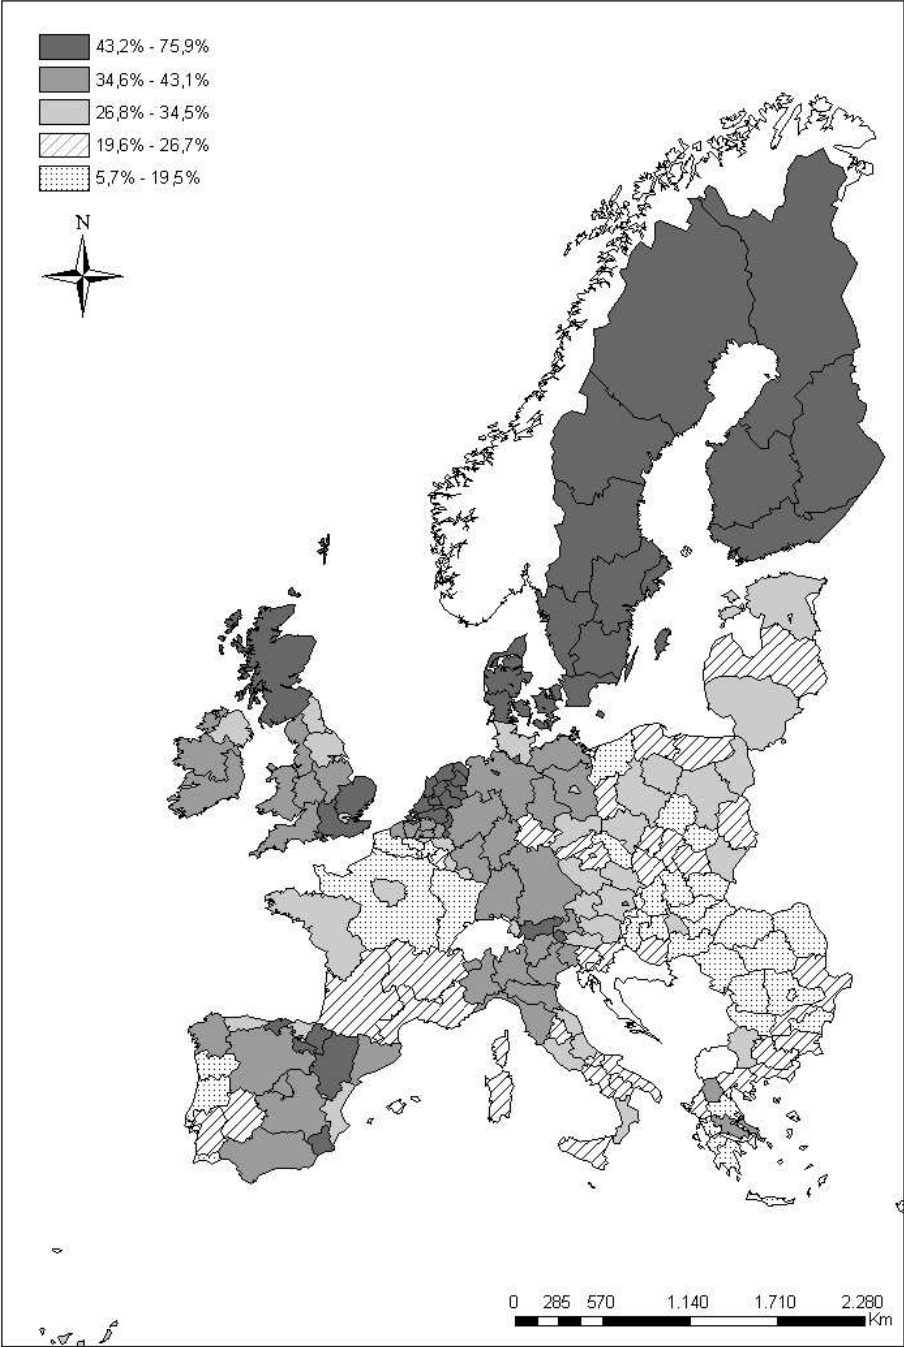 43,2% - 75,9%
34,6% - 43,1%
26,8% - 34,5%
19,6% - 26,7%
5,7% - 19,5%
N
0 285 570 1.140 1.710 2.280
Km